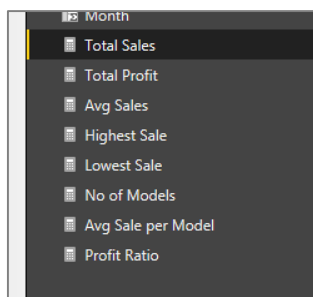 Month
Total Sales
Total Profit
Avg Sales
Highest Sale
Lowest Sale
No of Models
Avg Sale per Model
Profit Ratio